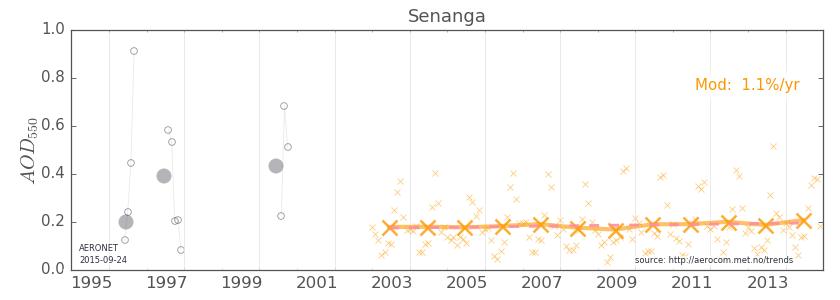 Senanga
1.0
0.8
0.6
0.4
0.2
0.0
AOD550
Mod: 1.1%/yr
AERONET
2015-09-24
source: http://aerocom.met.no/trends
1995 1997 1999 2001 2003 2005 2007 2009 2011 2013